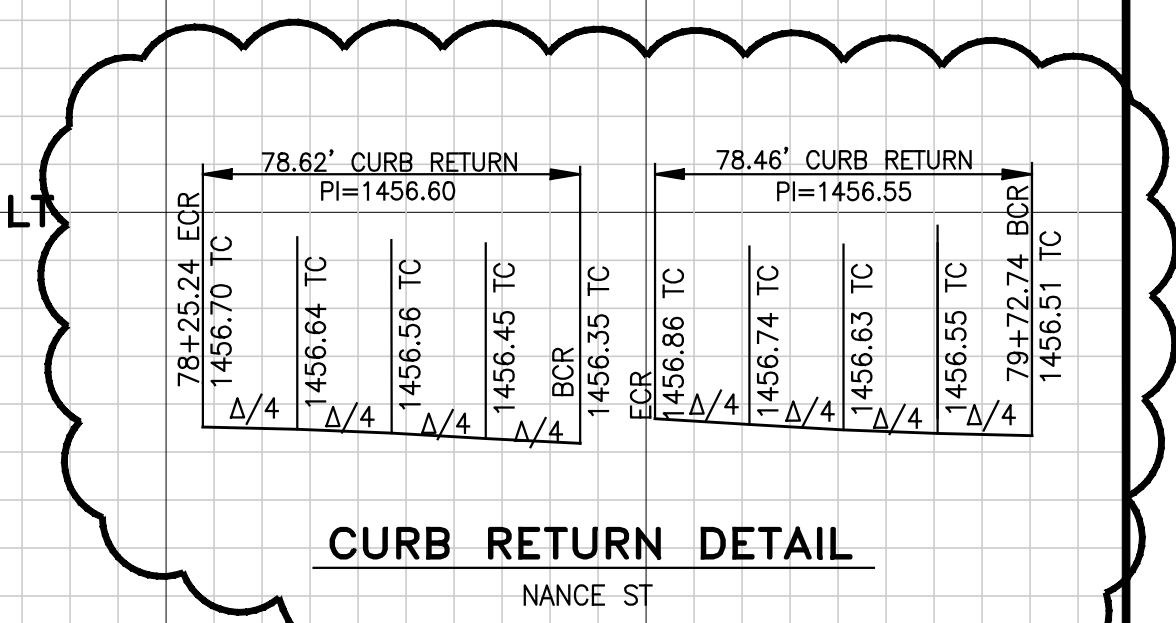 78.62' CURB RETURN
PI=1456.60
78.46' CURB RETURN
PI=1456.55
LT
78+25.24 ECR
1456.70 TC
1456.64 TC
1456.56 TC
1456.45 TC
BCR
1456.35 TC
ECR
1456.86 TC
1456.74 TC
1456.63 TC
1456.55 TC
79+72.74 BCR
1456.51 TC
Δ/4
Δ/4
Δ/4
Δ/4
Δ/4
Δ/4
Δ/4
Δ/4
CURB RETURN DETAIL
NANCE ST